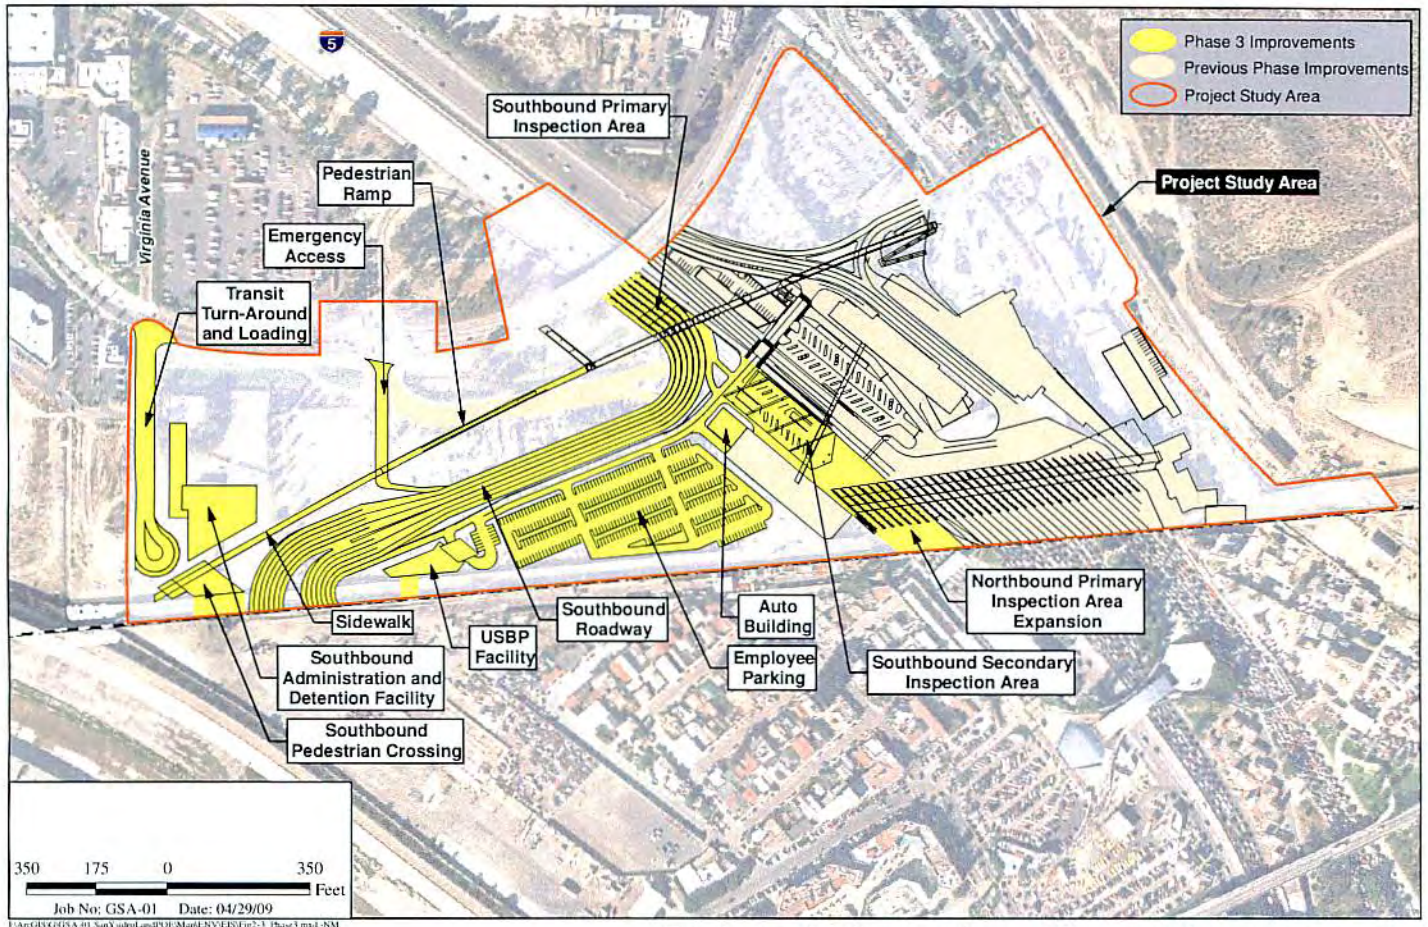 5
Phase 3 Improvements
Previous Phase Improvements
Project Study Area
Southbound Primary
Inspection Area
Project Study Area
Pedestrian
Ramp
Virginia Avenue
Emergency
Access
Transit
Turn-Around
and Loading
Sidewalk
USBP
Facility
Southbound
Roadway
Auto
Building
Employee
Parking
Northbound Primary
Inspection Area
Expansion
Southbound Secondary
Inspection Area
Southbound
Administration and
Detention Facility
Southbound
Pedestrian Crossing
350 175 0 350
Feet
Job No: GSA-01 Date: 04/29/09